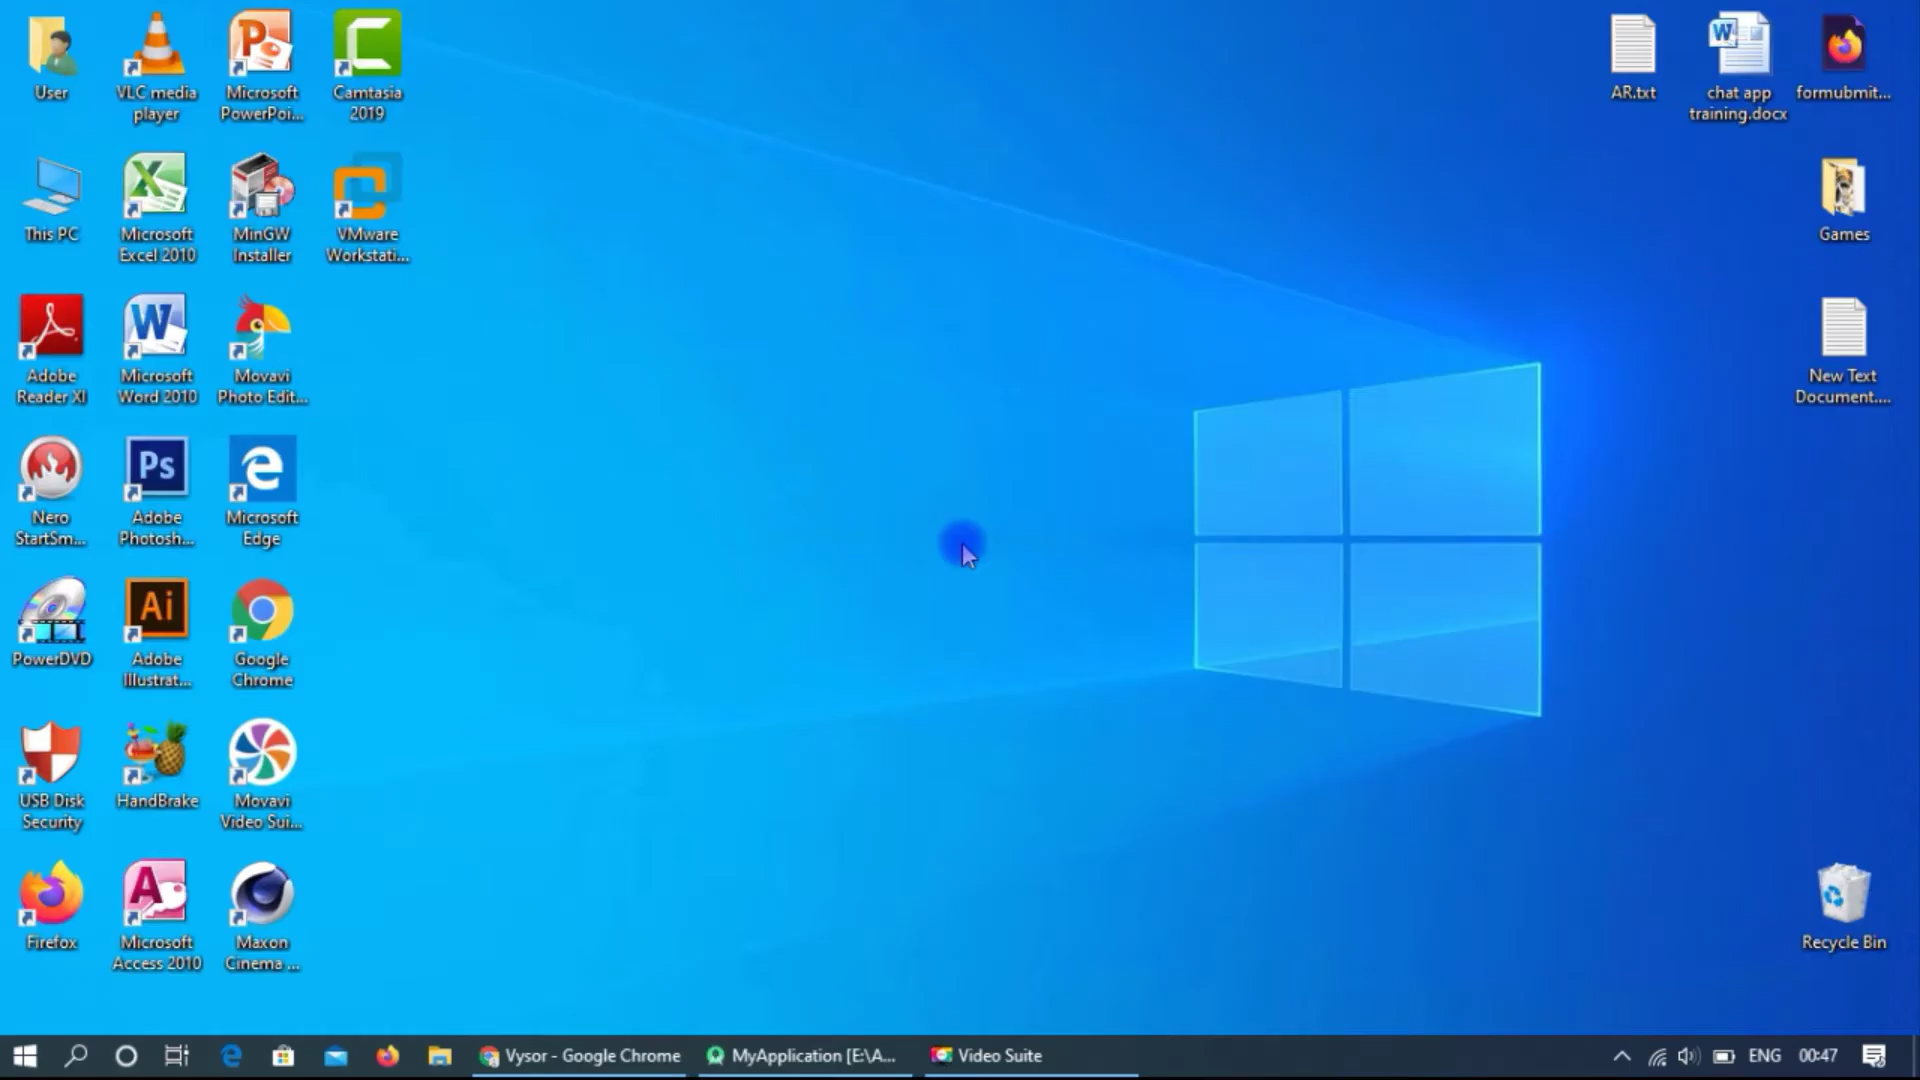 User
VLC media
player
Microsoft
PowerPoi...
Camtasia
2019
AR.txt
chat app
training.docx
formubmit...
This PC
Microsoft
Excel 2010
MinGW
Installer
VMware
Workstati...
Games
Adobe
Reader XI
Microsoft
Word 2010
Movavi
Photo Edit...
New Text
Document....
Nero
StartSm...
Ps
Adobe
Photosh...
Microsoft
Edge
PowerDVD
Ai
Adobe
Illustrat...
Google
Chrome
USB Disk
Security
HandBrake
Movavi
Video Sui...
Firefox
Microsoft
Access 2010
Maxon
Cinema ...
Recycle Bin
Vysor - Google Chrome
MyApplication [E:\A...
Video Suite
ENG
00:47